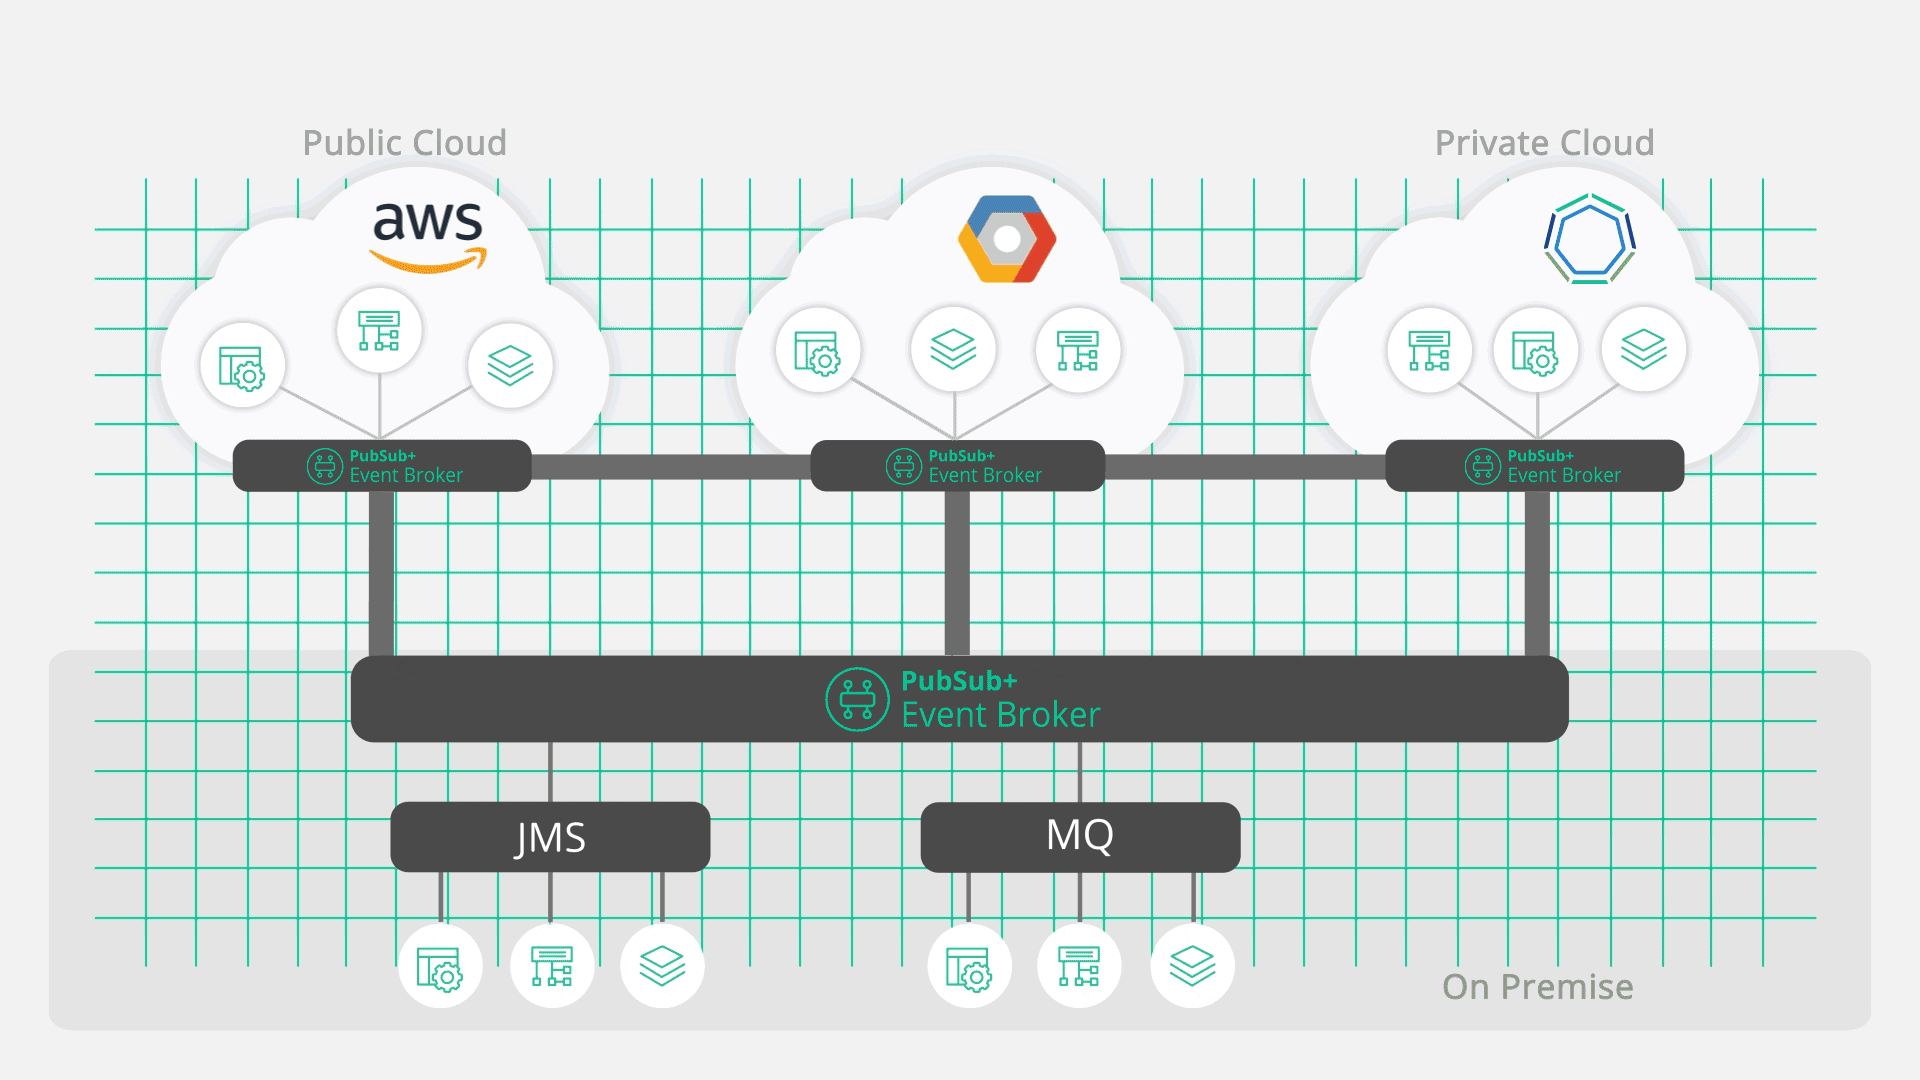 Public Cloud
Private Cloud
aws
PubSub+
Event Broker
PubSub+
Event Broker
PubSub+
Event Broker
PubSub+
Event Broker
JMS
MQ
On Premise